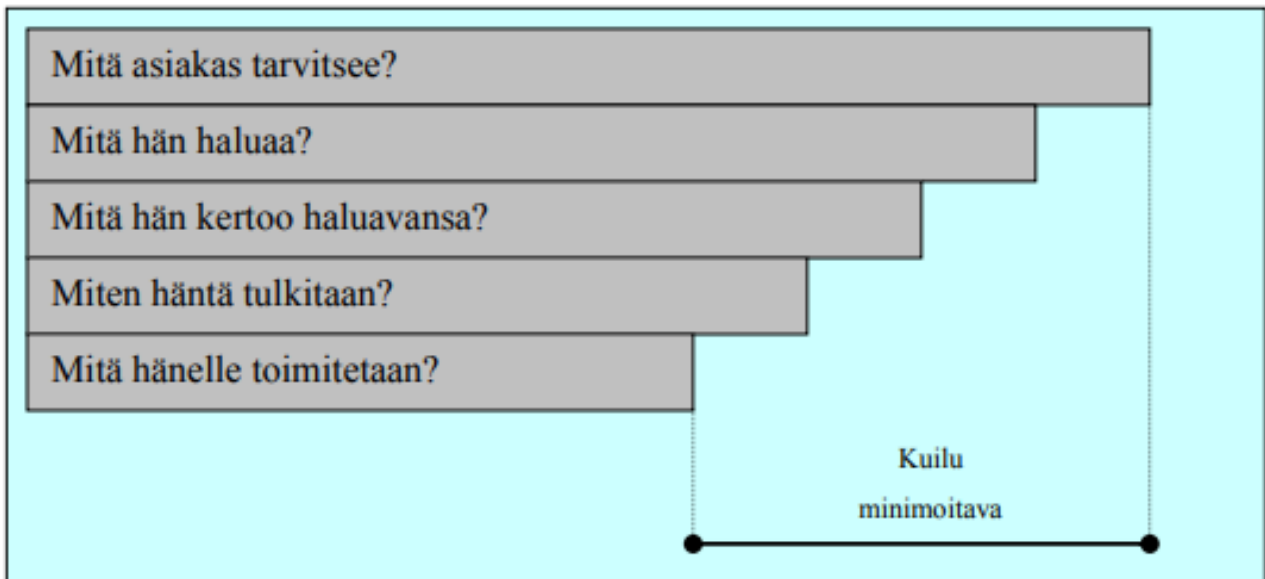 Mitä asiakas tarvitsee?
Mitä hän haluaa?
Mitä hän kertoo haluavansa?
Miten häntä tulkitaan?
Mitä hänelle toimitetaan?
Kuilu
minimoitava